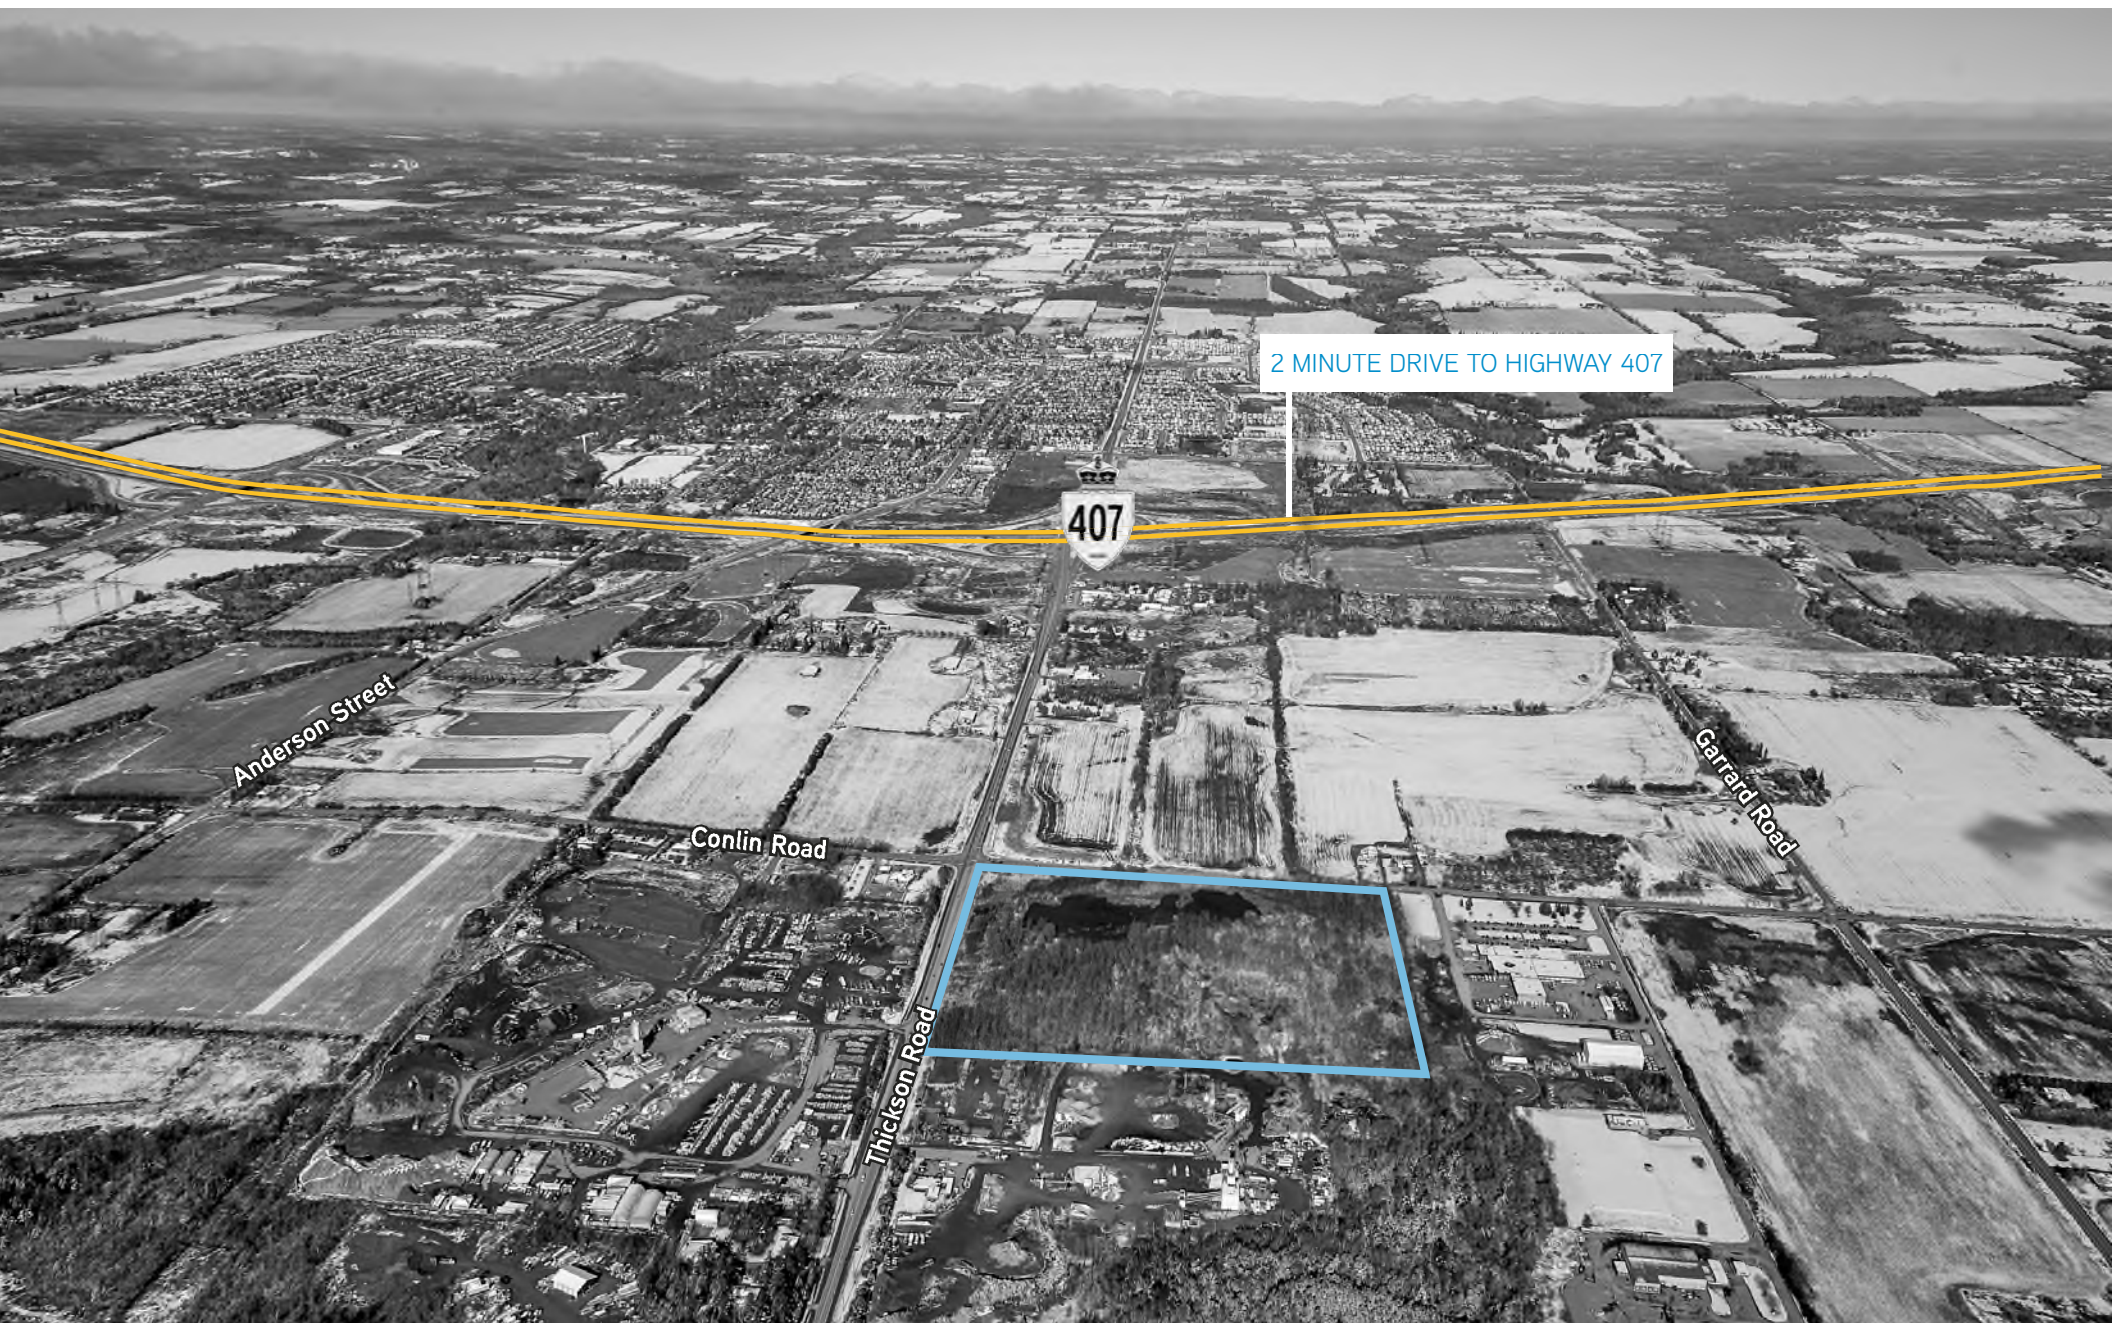 2 MINUTE DRIVE TO HIGHWAY 407
407
Anderson Street
Garrard Road
Conlin Road
Thickson Road